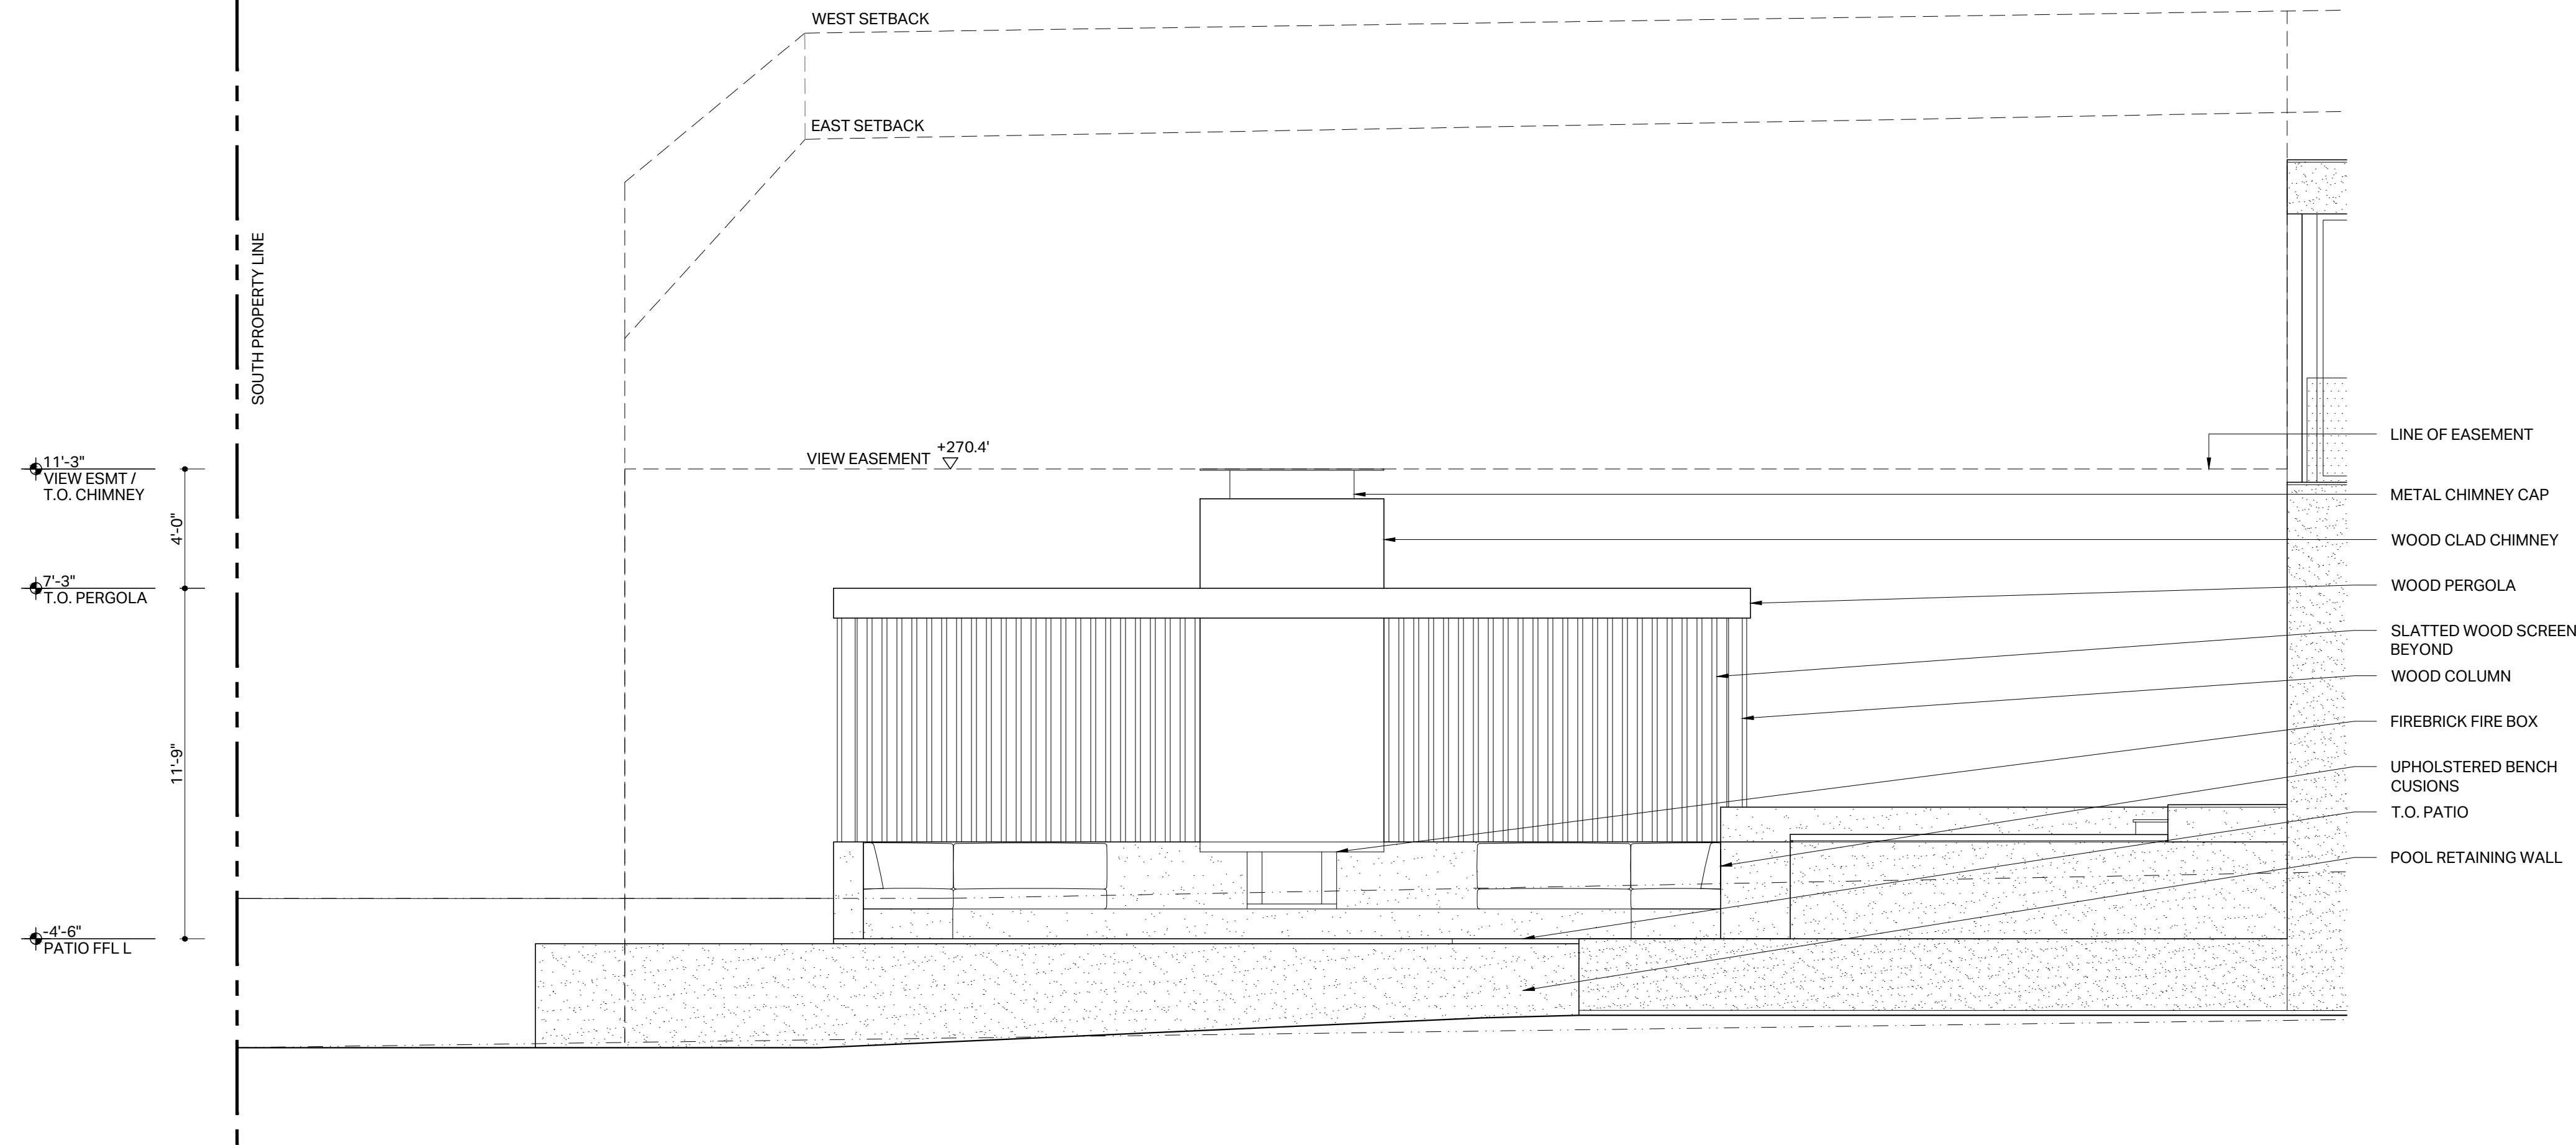 WEST SETBACK
EAST SETBACK
SOUTH PROPERTY LINE
VIEW EASEMENT
+270.4'
11'-3"
VIEW ESMT /
T.O. CHIMNEY
4'-0"
7'-3"
T.O. PERGOLA
11'-9"
-4'-6"
PATIO FFL L
LINE OF EASEMENT
METAL CHIMNEY CAP
WOOD CLAD CHIMNEY
WOOD PERGOLA
SLATTED WOOD SCREEN
BEYOND
WOOD COLUMN
FIREBRICK FIRE BOX
UPHOLSTERED BENCH
CUSIONS
T.O. PATIO
POOL RETAINING WALL